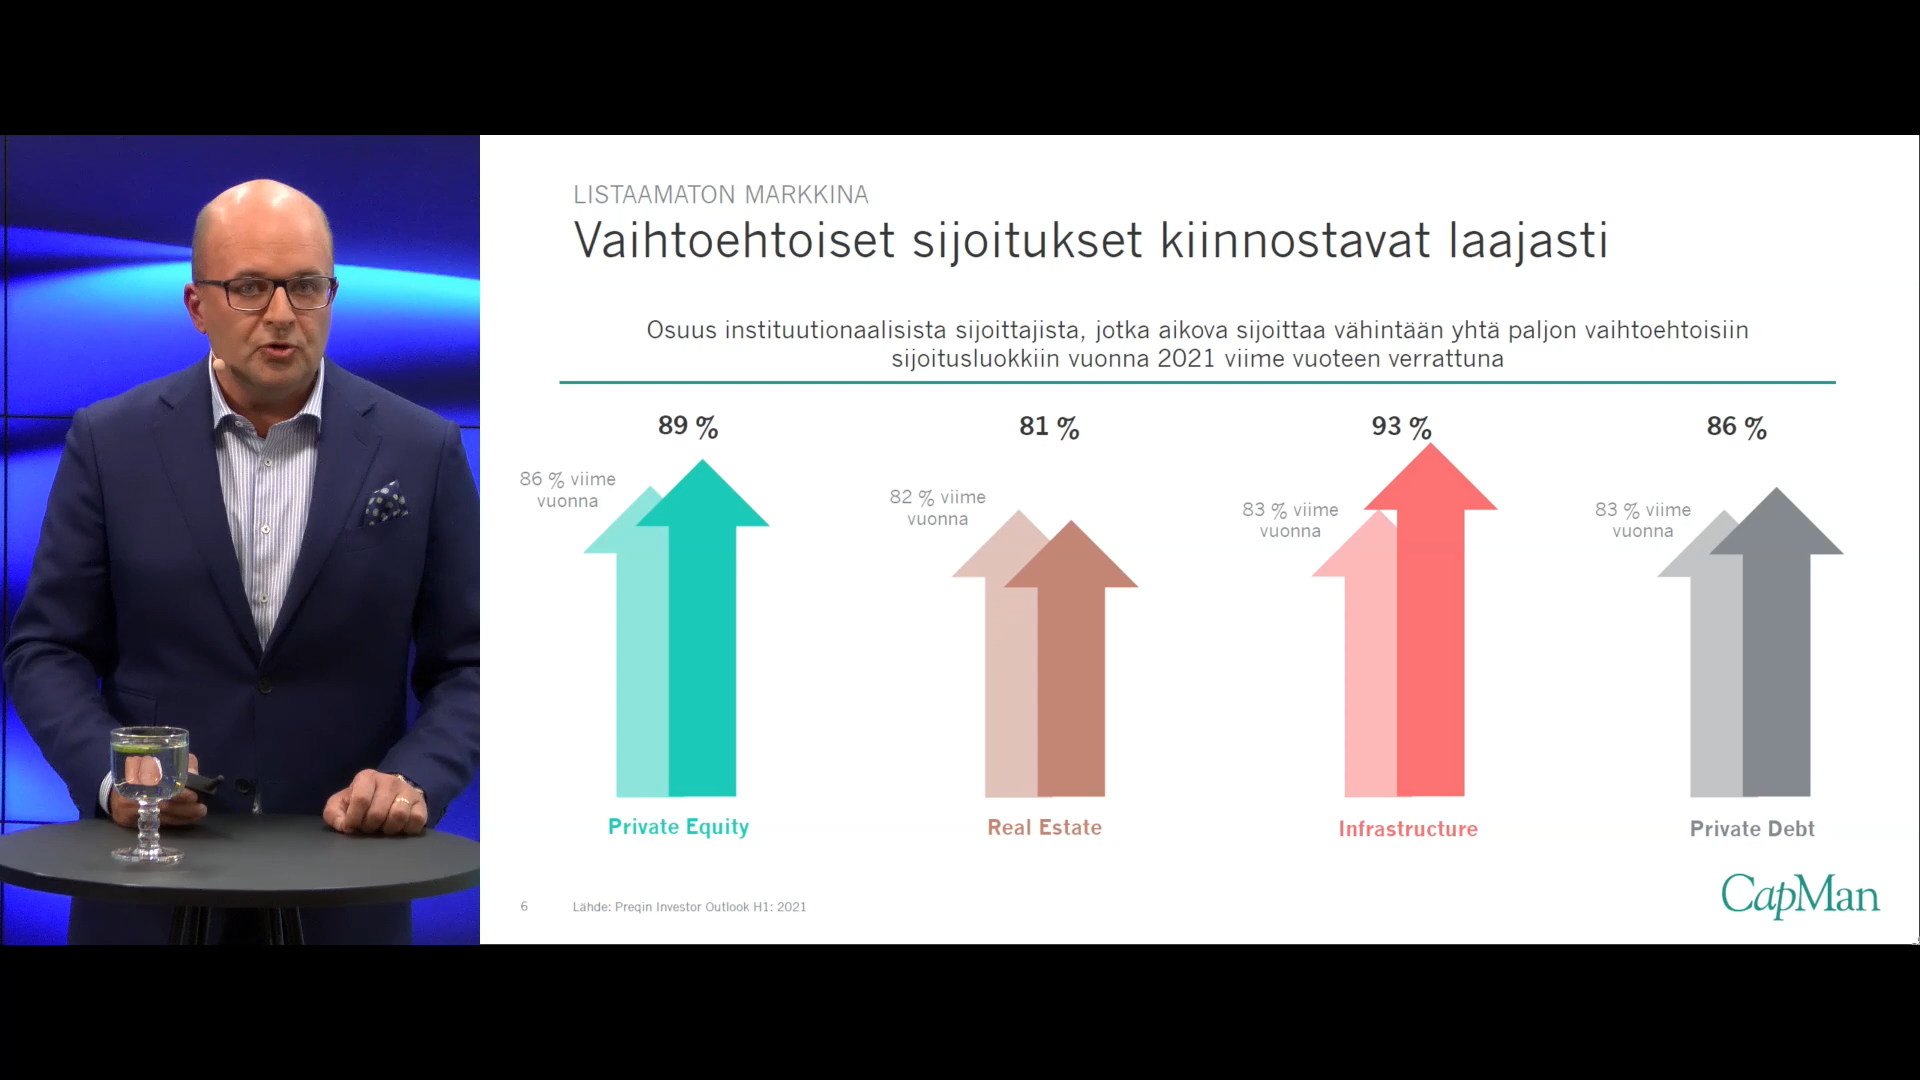 LISTAAMATON MARKKINA
Vaihtoehtoiset sijoitukset kiinnostavat laajasti
Osuus instituutionaalisista sijoittajista, jotka aikova sijoittaa vähintään yhtä paljon vaihtoehtoisiin
sijoitusluokkiin vuonna 2021 viime vuoteen verrattuna
89 %
86 % viime
vuonna
Private Equity
81 %
82 % viime
vuonna
Real Estate
93 %
83 % viime
vuonna
Infrastructure
86 %
83 % viime
vuonna
Private Debt
6
Lähde: Preqin Investor Outlook H1: 2021
CapMan